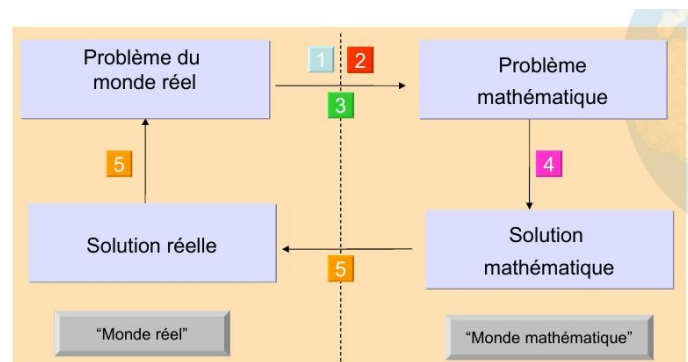 Problème du
monde réel
1
2
3
Problème
mathématique
5
4
Solution réelle
5
Solution
mathématique
“Monde réel”
“Monde mathématique”